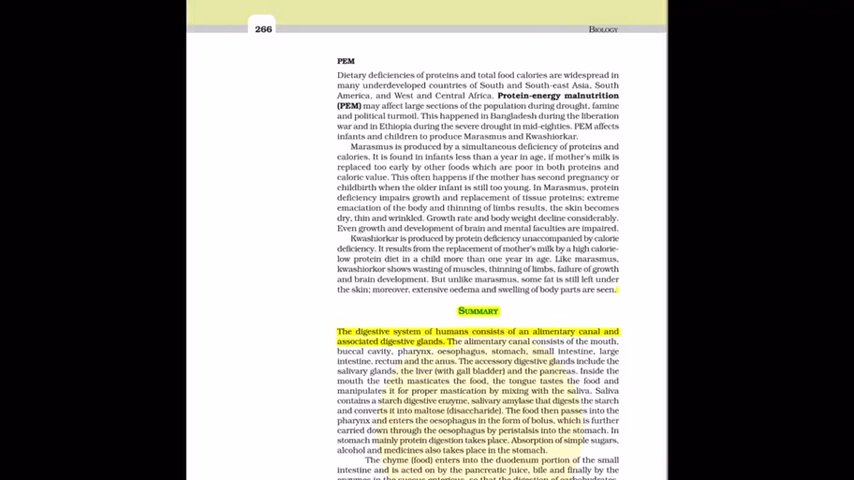 266
BIOLOGY
PEM
Dietary deficiencies of proteins and total food calories are widespread in
many underdeveloped countries of South and South-east Asia, South
America, and West and Central Africa. Protein-energy malnutrition
(PEM) may affect large sections of the population during drought, famine
and political turmoil. This happened in Bangladesh during the liberation
war and in Ethiopia during the severe drought in mid-eighties. PEM affects
infants and children to produce Marasmus and Kwashiorkar.
Marasmus is produced by a simultaneous deficiency of proteins and
calories. It is found in infants less than a year in age, if mother's milk is
replaced too early by other foods which are poor in both proteins and
caloric value. This often happens if the mother has second pregnancy or
childbirth when the older infant is still too young. In Marasmus, protein
deficiency impairs growth and replacement of tissue proteins; extreme
emaciation of the body and thinning of limbs results, the skin becomes
dry, thin and wrinkled. Growth rate and body weight decline considerably.
Even growth and development of brain and mental faculties are impaired.
Kwashiorkar is produced by protein deficiency unaccompanied by calorie
deficiency. It results from the replacement of mother's milk by a high calorie-
low protein diet in a child more than one year in age. Like marasmus,
kwashiorkor shows wasting of muscles, thinning of limbs, failure of growth
and brain development. But unlike marasmus, some fat is still left under
the skin; moreover, extensive oedema and swelling of body parts are seen.
SUMMARY
The digestive system of humans consists of an alimentary canal and
associated digestive glands. The alimentary canal consists of the mouth,
buccal cavity, pharynx, oesophagus, stomach, small intestine, large
intestine, rectum and the anus. The accessory digestive glands include the
salivary glands, the liver (with gall bladder) and the pancreas. Inside the
mouth the teeth masticates the food, the tongue tastes the food and
manipulates it for proper mastication by mixing with the saliva. Saliva
contains a starch digestive enzyme, salivary amylase that digests the starch
and converts it into maltose (disaccharide). The food then passes into the
pharynx and enters the oesophagus in the form of bolus, which is further
carried down through the oesophagus by peristalsis into the stomach. In
stomach mainly protein digestion takes place. Absorption of simple sugars,
alcohol and medicines also takes place in the stomach.
The chyme (food) enters into the duodenum portion of the small
intestine and is acted on by the pancreatic juice, bile and finally by the
enzymes in the succus entericus, so that the digestion of carbohydrates,